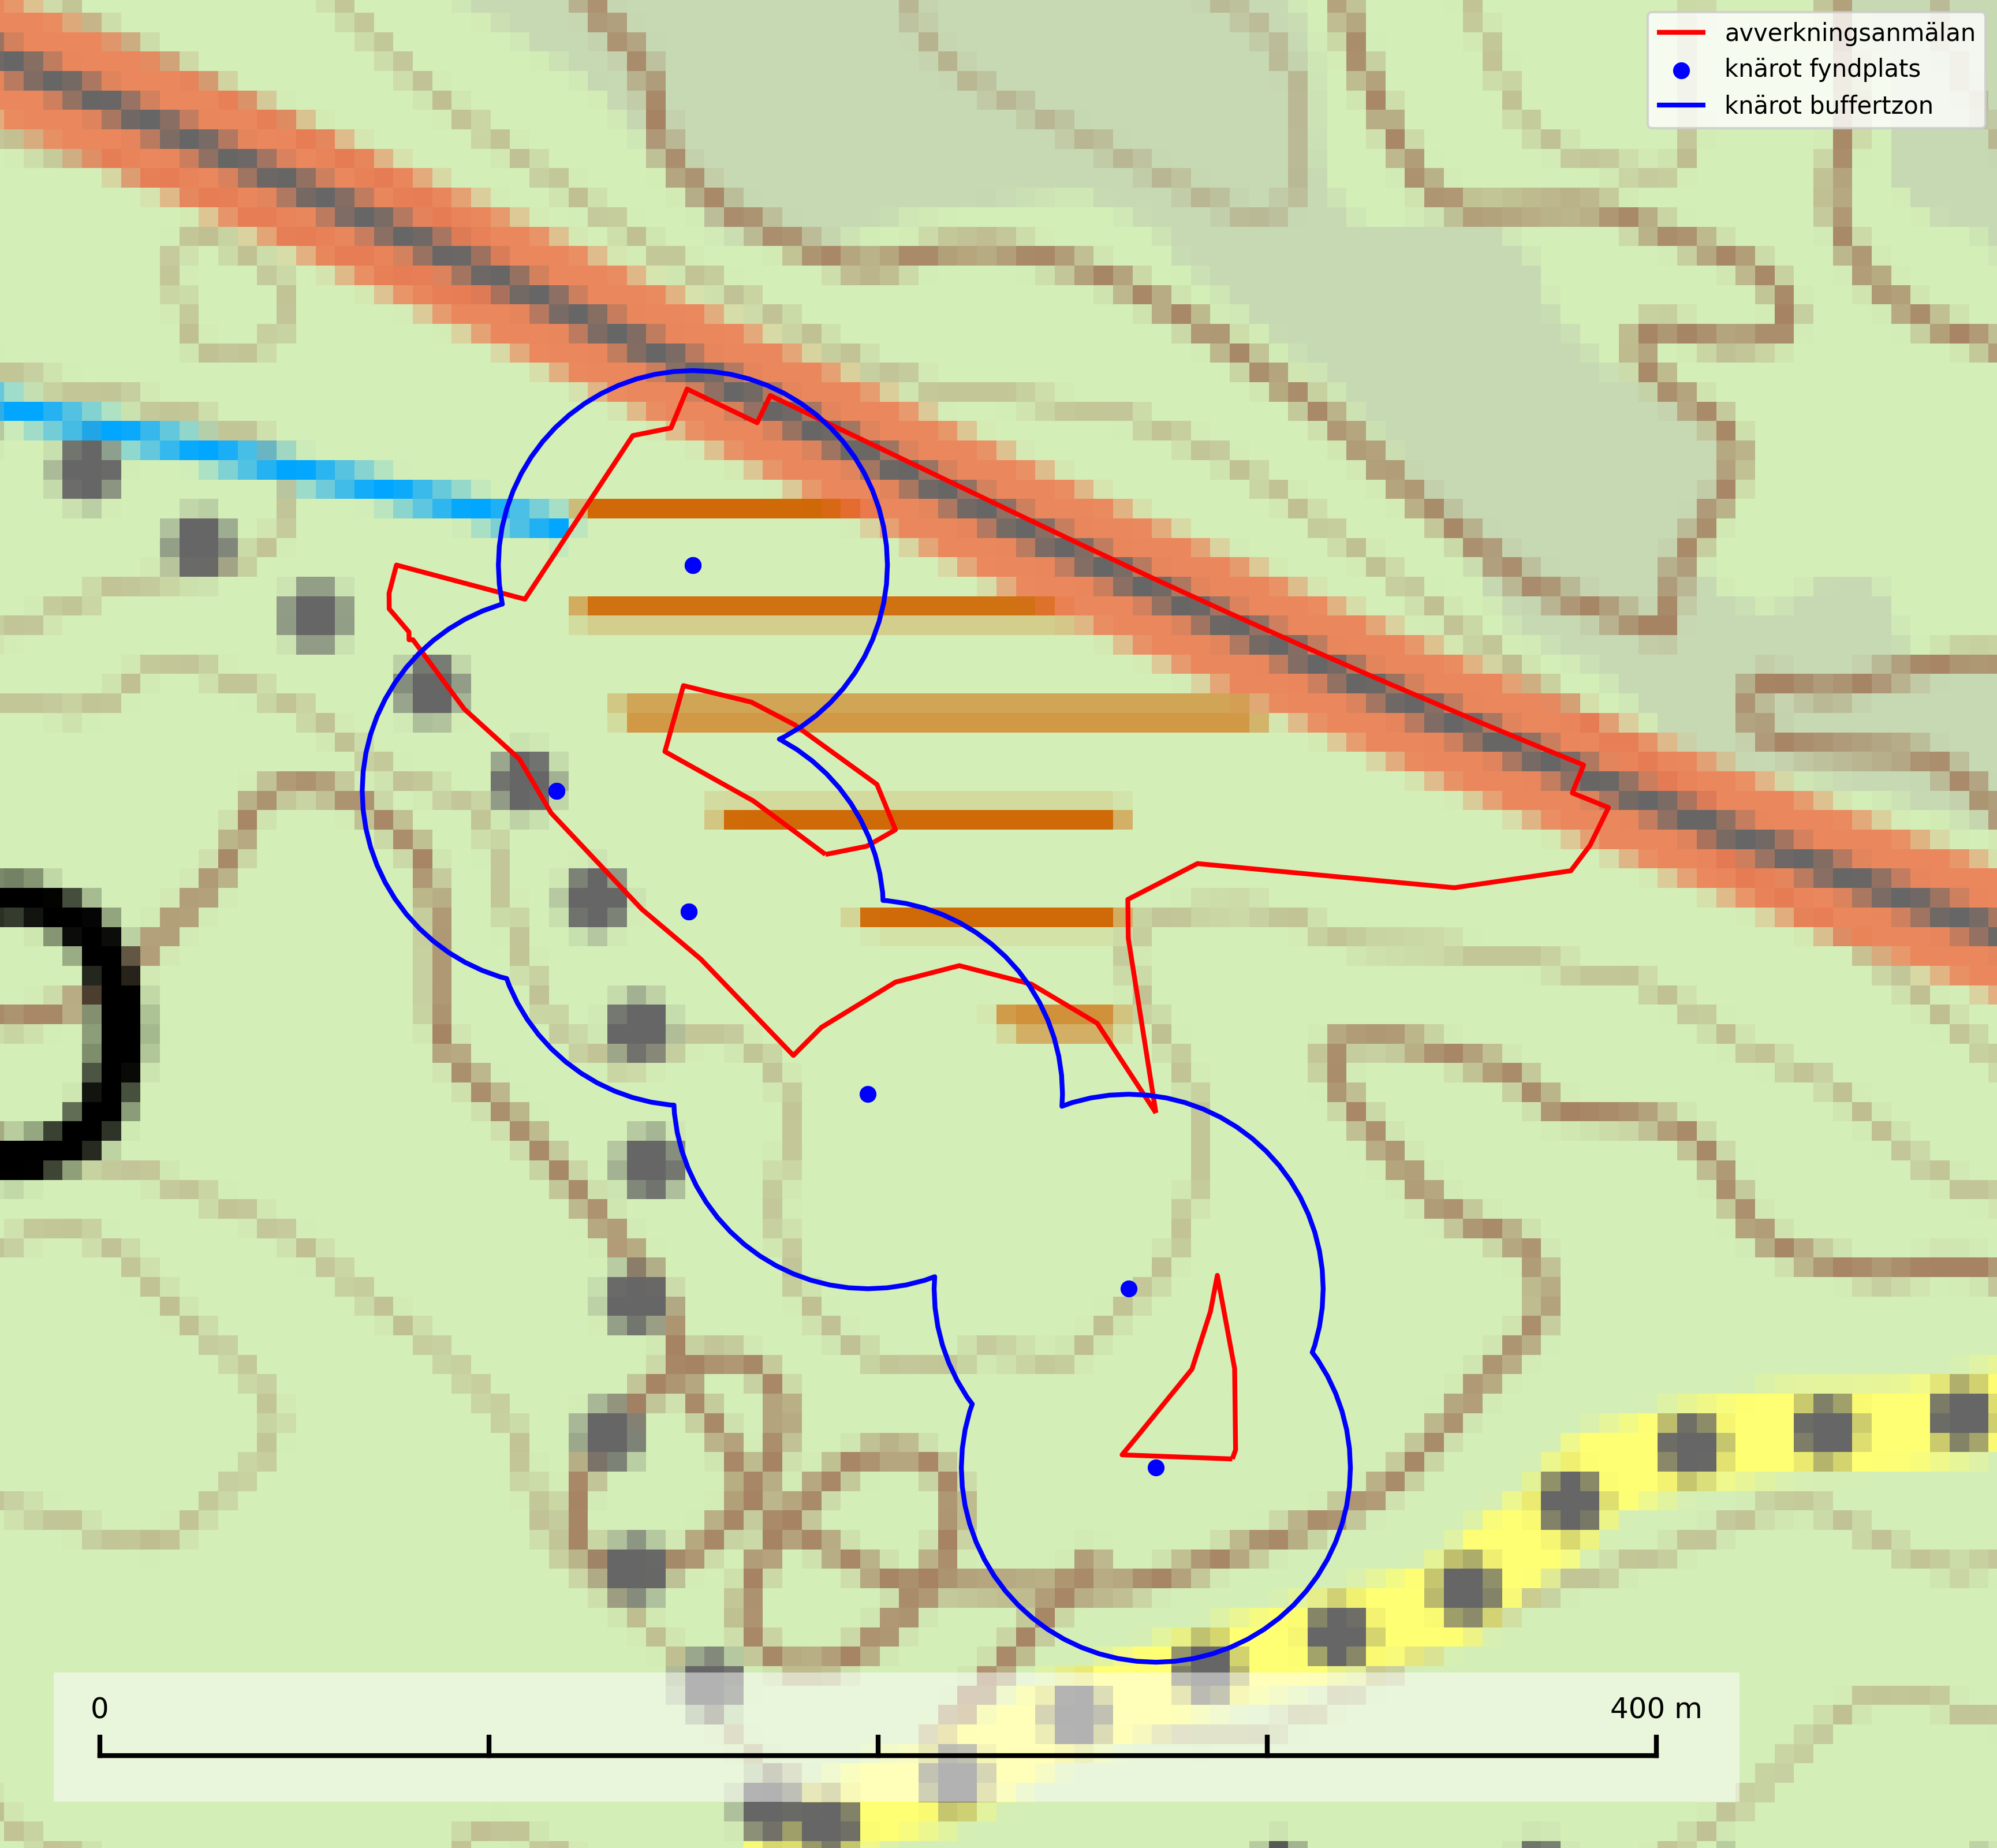 avverkningsanmälan
knärot fyndplats
knärot buffertzon
0
400 m